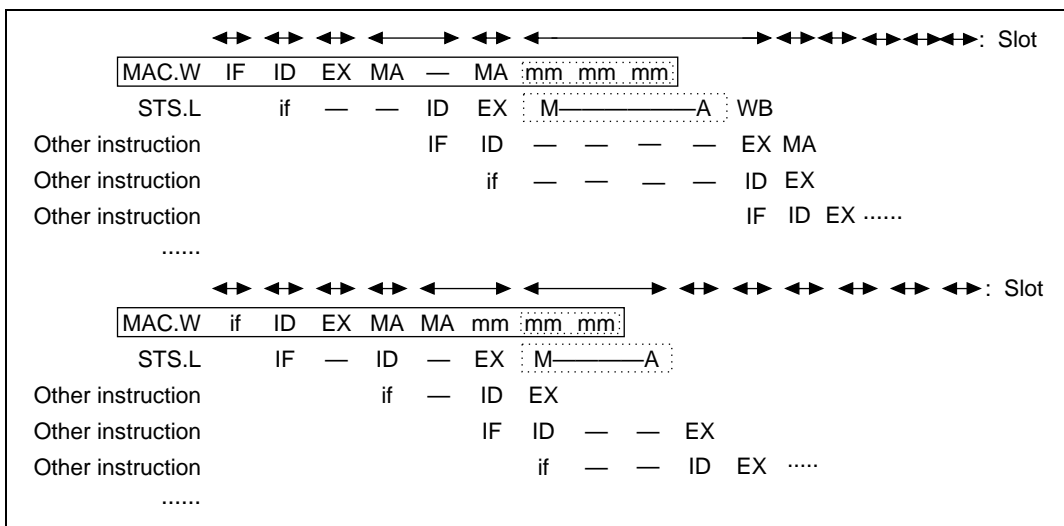 : Slot
MAC.W IF ID EX MA — MA mm mm mm
STS.L if — — ID EX M————————A WB
Other instruction IF ID — — — — EX MA
Other instruction if — — — — ID EX
Other instruction IF ID EX ......
......
: Slot
MAC.W if ID EX MA MA mm mm mm
STS.L IF — ID — EX M—————A
Other instruction if — ID EX
Other instruction IF ID — — EX
Other instruction if — — ID EX .....
......